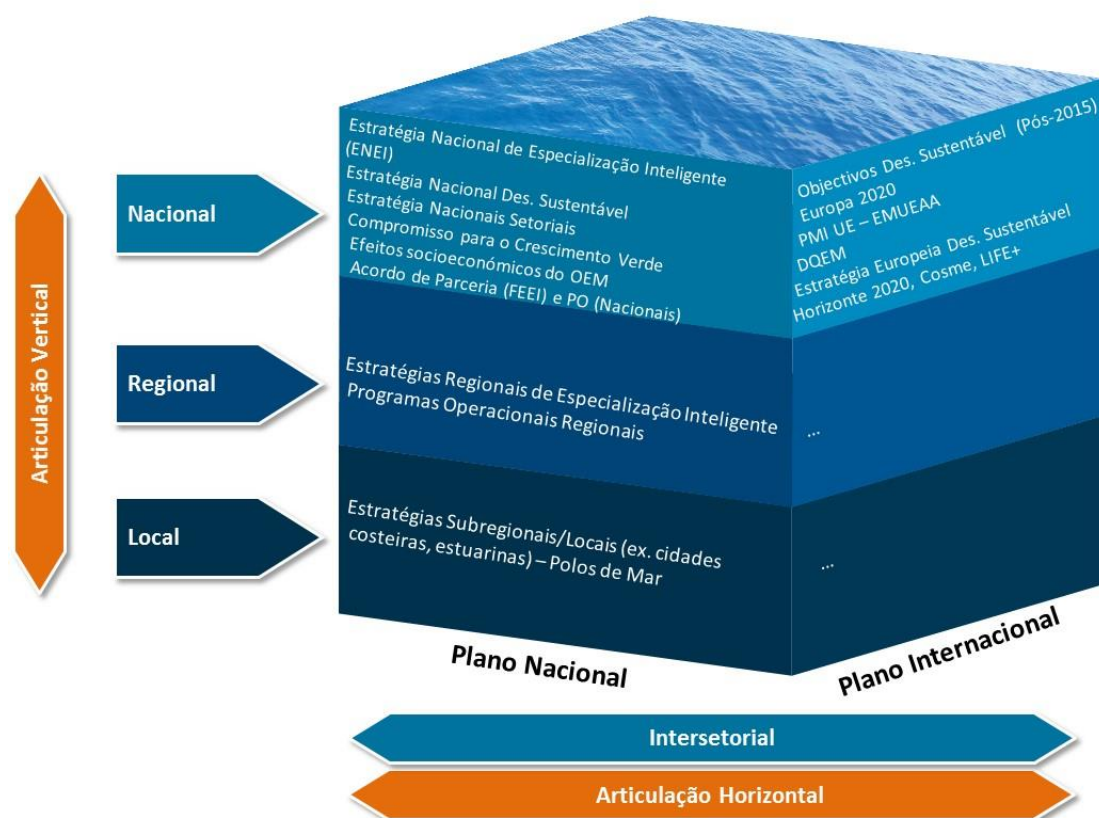 Estratégia Nacional de Especialização Inteligente
(ENEI)
Estratégia Nacional Des. Sustentável
Estratégia Nacionais Setoriais
Compromisso para o Crescimento Verde
Efeitos socioeconómicos do OEM
Acordo de Parceria (FEEI) e PO (Nacionais)
Objectivos Des. Sustentável (Pós-2015)
Europa 2020
PMI UE – EMUEAA
DQEM
Estratégia Europeia Des. Sustentável
Horizonte 2020, Cosme, LIFE+
Articulação Vertical
Nacional
Regional
Estratégias Regionais de Especialização Inteligente
Programas Operacionais Regionais
...
Local
Estratégias Subregionais/Locais (ex. cidades
costeiras, estuarinas) – Polos de Mar
...
Plano Nacional
Plano Internacional
Intersetorial
Articulação Horizontal